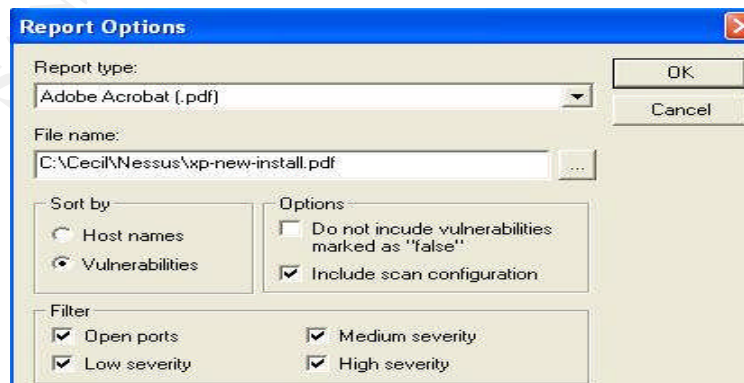 Report Options
Report type:
OK
Adobe Acrobat (.pdf)
Cancel
File name:
C:\Cecil\Nessus\xp-new-install.pdf
...
Sort by
Options
Host names
Do not incude vulnerabilities
marked as "false"
Vulnerabilities
Include scan configuration
Filter
Open ports
Medium severity
Low severity
High severity